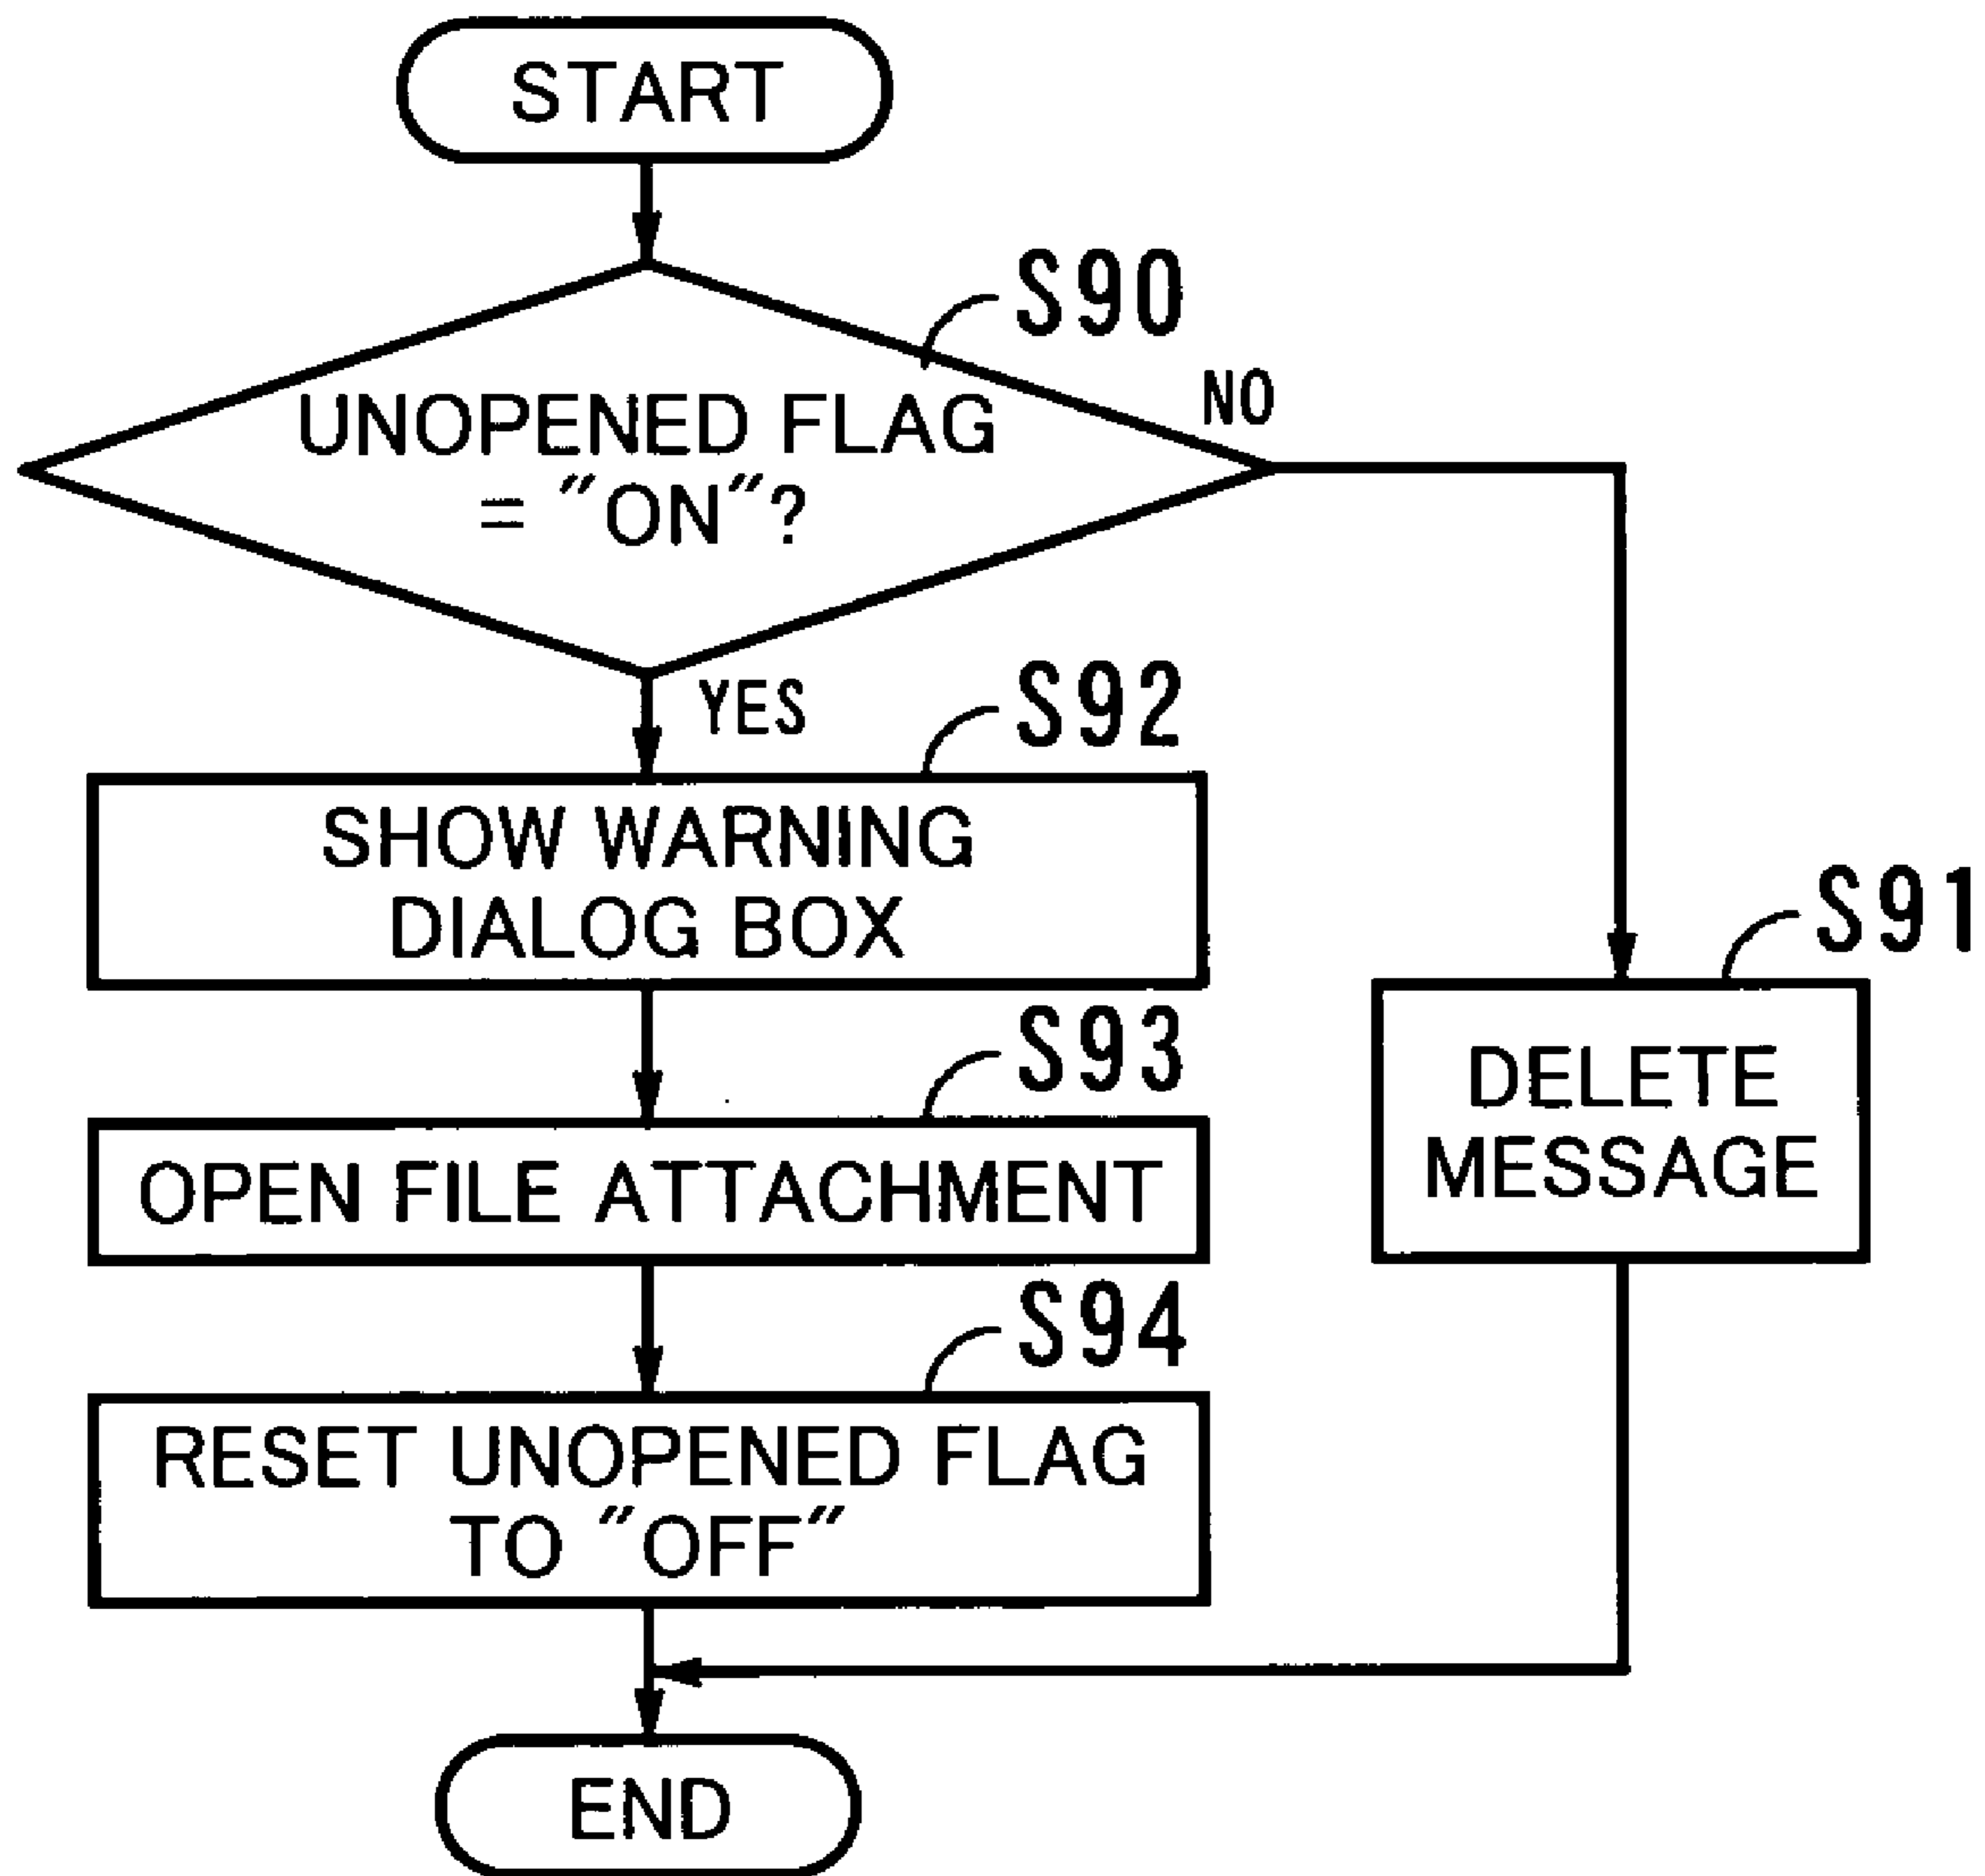 START
S90
UNOPENED FLAG
= "ON"?
NO
YES
S92
SHOW WARNING
DIALOG BOX
S91
DELETE
MESSAGE
S93
OPEN FILE ATTACHMENT
S94
RESET UNOPENED FLAG
TO "OFF"
END